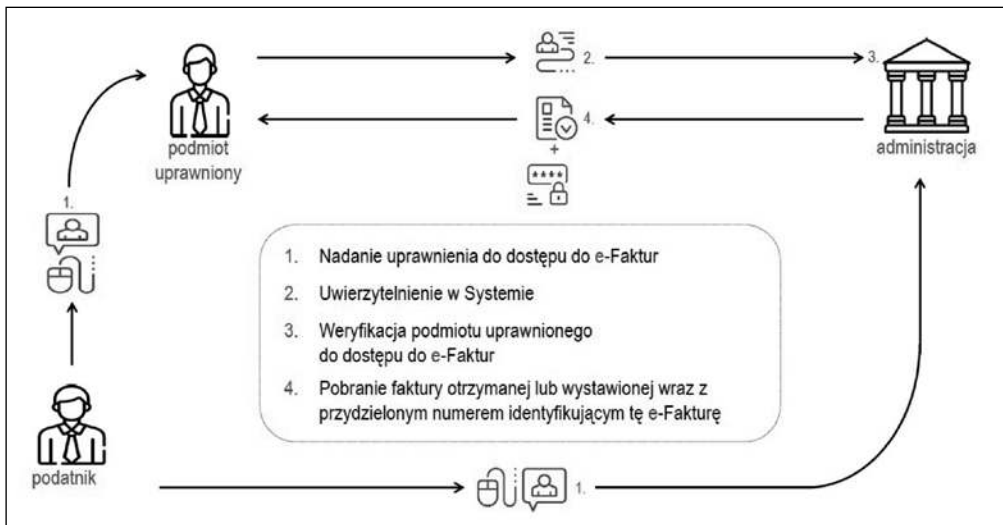 2.
3.
4.
podmiot
uprawniony
administracja
+
****
1.
1. Nadanie uprawnienia do dostępu do e-Faktur
2. Uwierzytelnienie w Systemie
3. Weryfikacja podmiotu uprawnionego
do dostępu do e-Faktur
4. Pobranie faktury otrzymanej lub wystawionej wraz z
przydzielonym numerem identyfikującym tę e-Fakturę
podatnik
1.